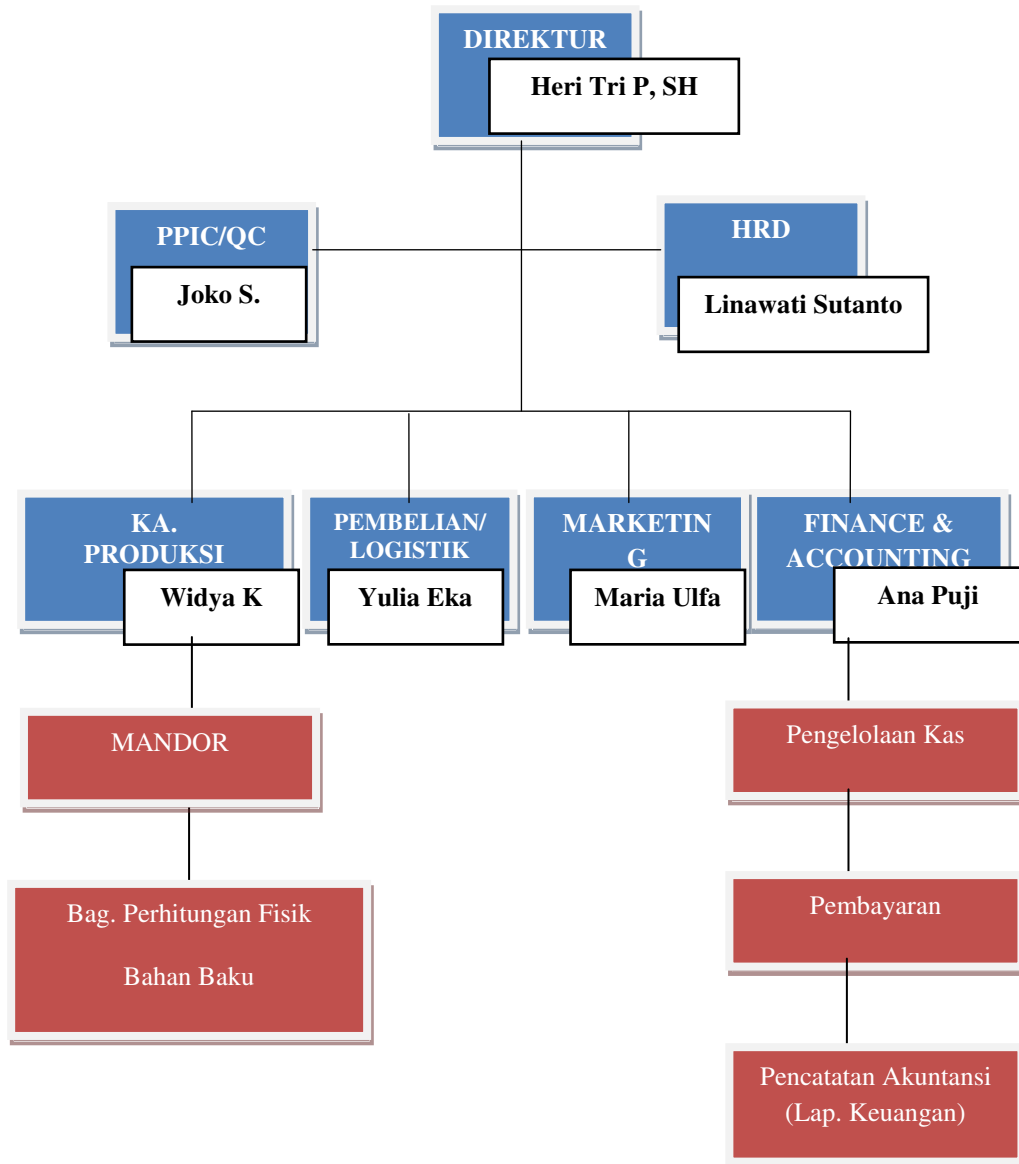 DIREKTUR
Heri Tri P, SH
PPIC/QC
Joko S.
HRD
Linawati Sutanto
KA.
PRODUKSI
Widya K
PEMBELIAN/
LOGISTIK
Yulia Eka
MARKETIN
G
Maria Ulfa
FINANCE &
ACCOUNTING
Ana Puji
MANDOR
Pengelolaan Kas
Bag. Perhitungan Fisik
Bahan Baku
Pembayaran
Pencatatan Akuntansi
(Lap. Keuangan)